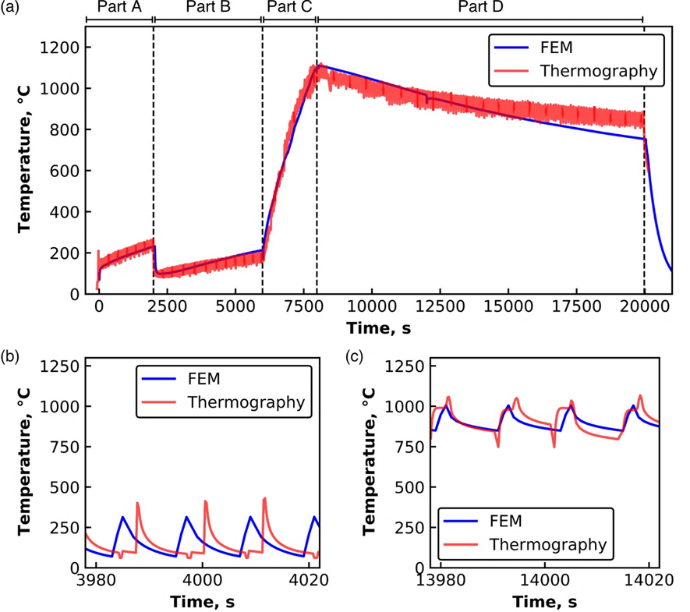 (a)
Part A Part B Part C Part D
1200
1000
800
600
400
200
0
Temperature, °C
FEM
Thermography
0 2500 5000 7500 10000 12500 15000 17500 20000
Time, s
(b)
1250
1000
750
500
250
0
Temperature, °C
FEM
Thermography
3980 4000 4020
Time, s
(c)
1250
1000
750
500
250
0
Temperature, °C
FEM
Thermography
13980 14000 14020
Time, s